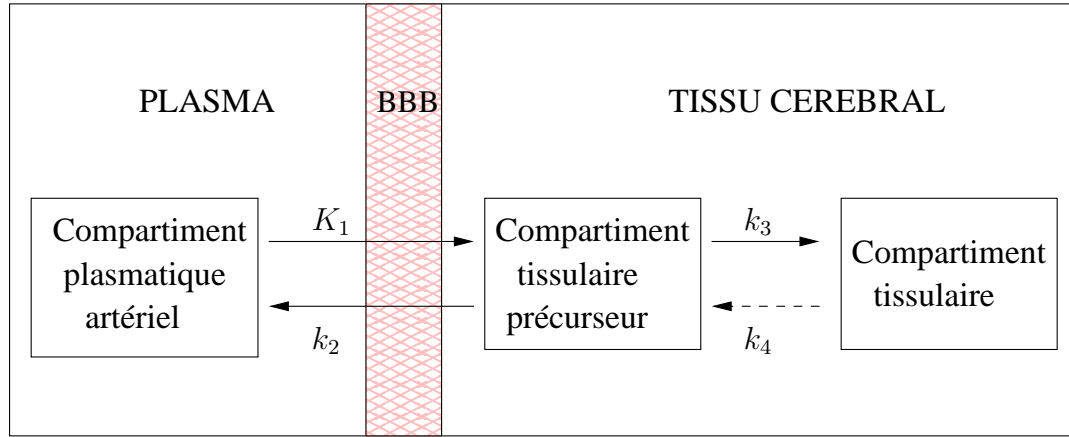 PLASMA
BBB
TISSU CEREBRAL
Compartiment
plasmatique
artériel
K1
k2
Compartiment
tissulaire
précurseur
k3
k4
Compartiment
tissulaire